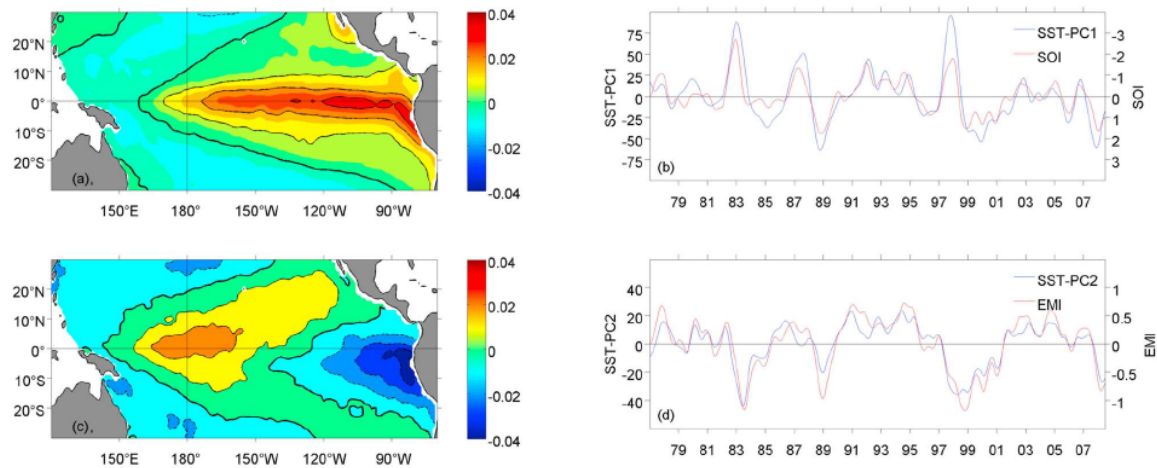 0.04
20°N
10°N
0°
10°S
20°S
(a),
150°E 180° 150°W 120°W 90°W
0.02
0
-0.02
-0.04
SST-PC1
75
50
25
0
-25
-50
-75
SST-PC1
SOI
-3
-2
-1
0
1
2
3
SOI
(b)
79 81 83 85 87 89 91 93 95 97 99 01 03 05 07
20°N
10°N
0°
10°S
20°S
(c),
150°E 180° 150°W 120°W 90°W
0.04
0.02
0
-0.02
-0.04
SST-PC2
40
20
0
-20
-40
SST-PC2
EMI
1
0.5
0
-0.5
-1
EMI
(d)
79 81 83 85 87 89 91 93 95 97 99 01 03 05 07